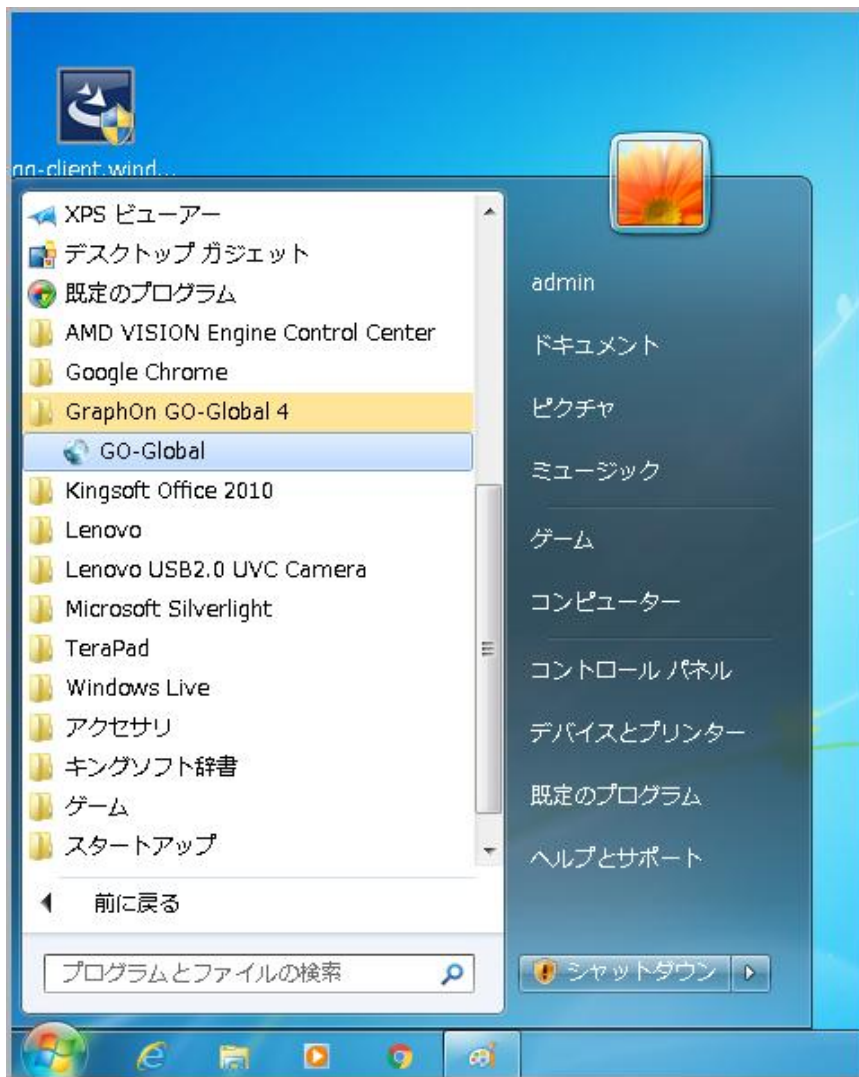 gg-client.wind...
XPS ビューアー
デスクトップ ガジェット
既定のプログラム
AMD VISION Engine Control Center
Google Chrome
GraphOn GO-Global 4
GO-Global
Kingsoft Office 2010
Lenovo
Lenovo USB2.0 UVC Camera
Microsoft Silverlight
TeraPad
Windows Live
アクセサリ
キングソフト辞書
ゲーム
スタートアップ
前に戻る
プログラムとファイルの検索
admin
ドキュメント
ピクチャ
ミュージック
ゲーム
コンピューター
コントロール パネル
デバイスとプリンター
既定のプログラム
ヘルプとサポート
シャットダウン